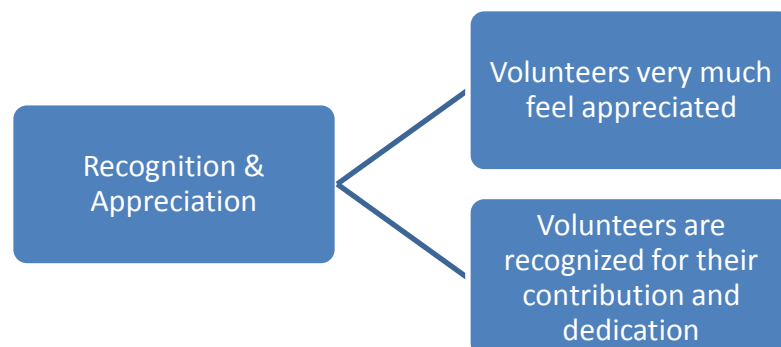 Recognition &
Appreciation
Volunteers very much
feel appreciated
Volunteers are
recognized for their
contribution and
dedication